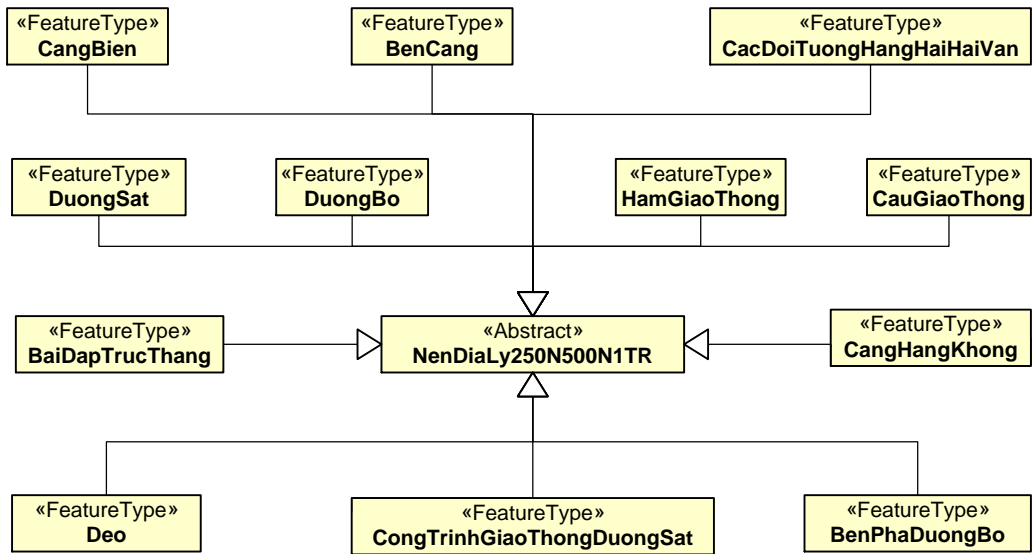 «FeatureType»
CangBien
«FeatureType»
BenCang
«FeatureType»
CacDoiTuongHangHaiHaiVan
«FeatureType»
DuongSat
«FeatureType»
DuongBo
«FeatureType»
HamGiaoThong
«FeatureType»
CauGiaoThong
«FeatureType»
BaiDapTrucThang
«Abstract»
NenDiaLy250N500N1TR
«FeatureType»
CangHangKhong
«FeatureType»
Deo
«FeatureType»
CongTrinhGiaoThongDuongSat
«FeatureType»
BenPhaDuongBo